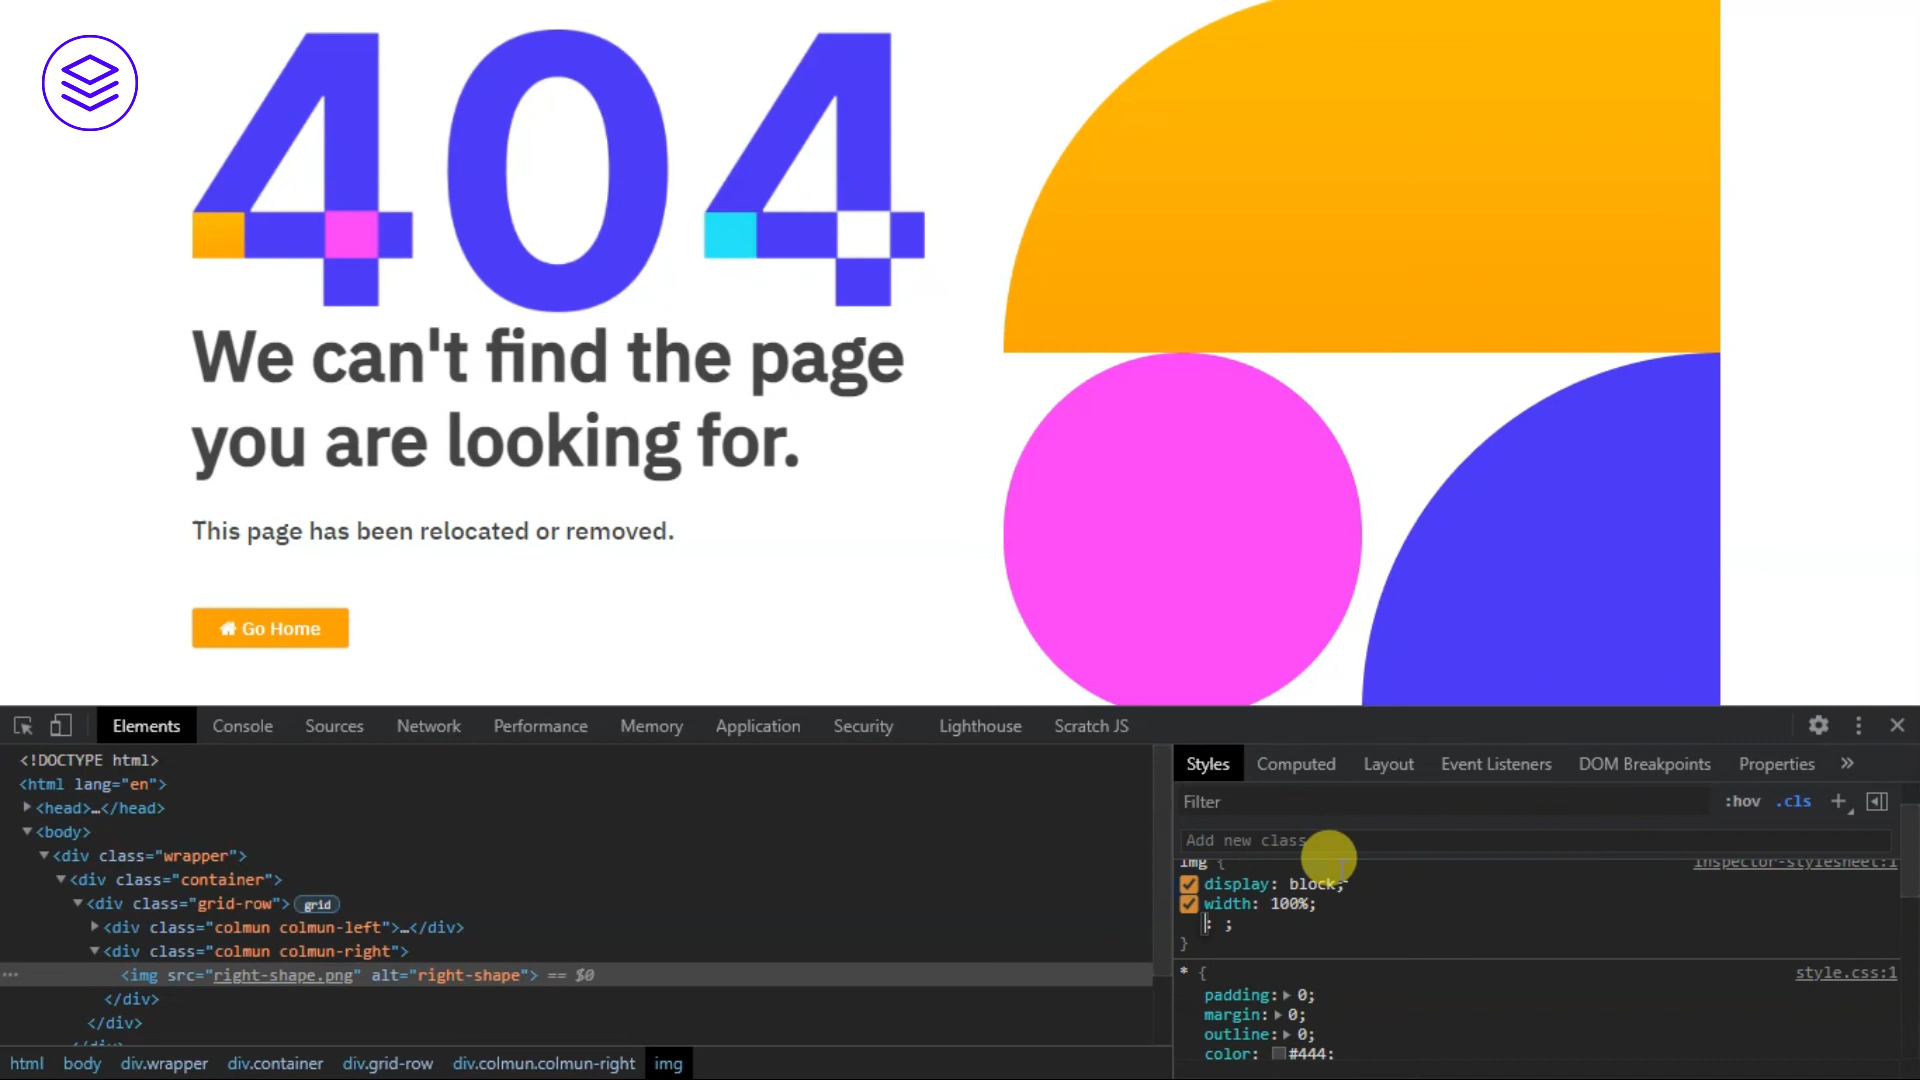 404
We can't find the page
you are looking for.
This page has been relocated or removed.
Go Home
Elements Console Sources Network Performance Memory Application Security Lighthouse Scratch JS
<!DOCTYPE html>
<html lang="en">
<head>…</head>
<body>
<div class="wrapper">
<div class="container">
<div class="grid-row"> grid
<div class="colmun colmun-left">…</div>
<div class="colmun colmun-right">
… <img src="right-shape.png" alt="right-shape"> == $0
</div>
</div>
</div>
html body div.wrapper div.container div.grid-row div.colmun.colmun-right img
Styles Computed Layout Event Listeners DOM Breakpoints Properties »
Filter :hov .cls +
Add new class
img { inspector-stylesheet:1
display: block;
width: 100%;
: ;
}
* { style.css:1
padding: 0;
margin: 0;
outline: 0;
color: #444;